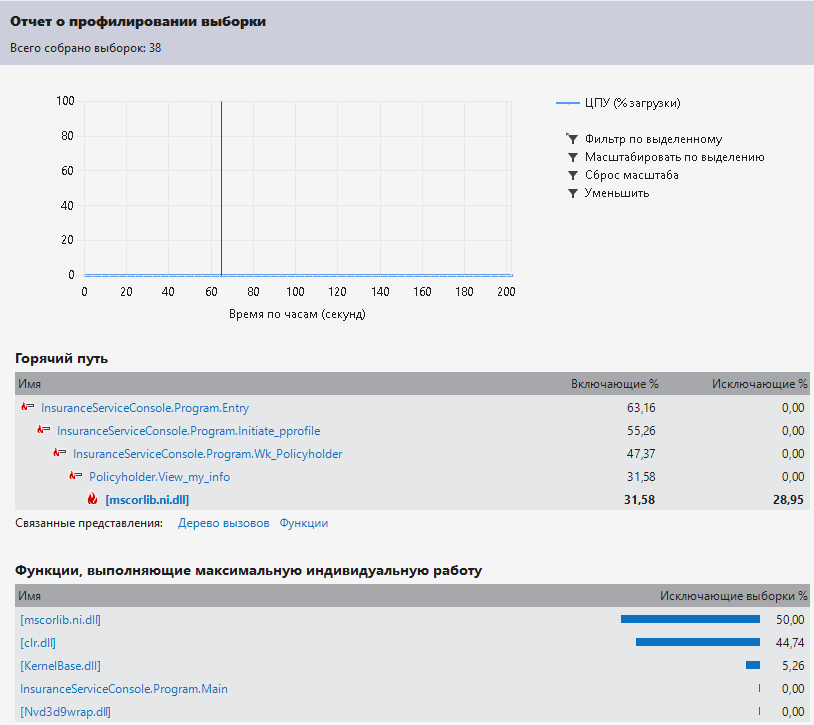 Отчет о профилировании выборки
Всего собрано выборок: 38
100
80
60
40
20
0
0 20 40 60 80 100 120 140 160 180 200
Время по часам (секунд)
ЦПУ (% загрузки)
Фильтр по выделенному
Масштабировать по выделению
Сброс масштаба
Уменьшить
Горячий путь
Имя Включающие % Исключающие %
InsuranceServiceConsole.Program.Entry 63,16 0,00
InsuranceServiceConsole.Program.Initiate_pprofile 55,26 0,00
InsuranceServiceConsole.Program.Wk_Policyholder 47,37 0,00
Policyholder.View_my_info 31,58 0,00
[mscorlib.ni.dll] 31,58 28,95
Связанные представления: Дерево вызовов Функции
Функции, выполняющие максимальную индивидуальную работу
Имя Исключающие выборки %
[mscorlib.ni.dll] 50,00
[clr.dll] 44,74
[KernelBase.dll] 5,26
InsuranceServiceConsole.Program.Main 0,00
[Nvd3d9wrap.dll] 0,00